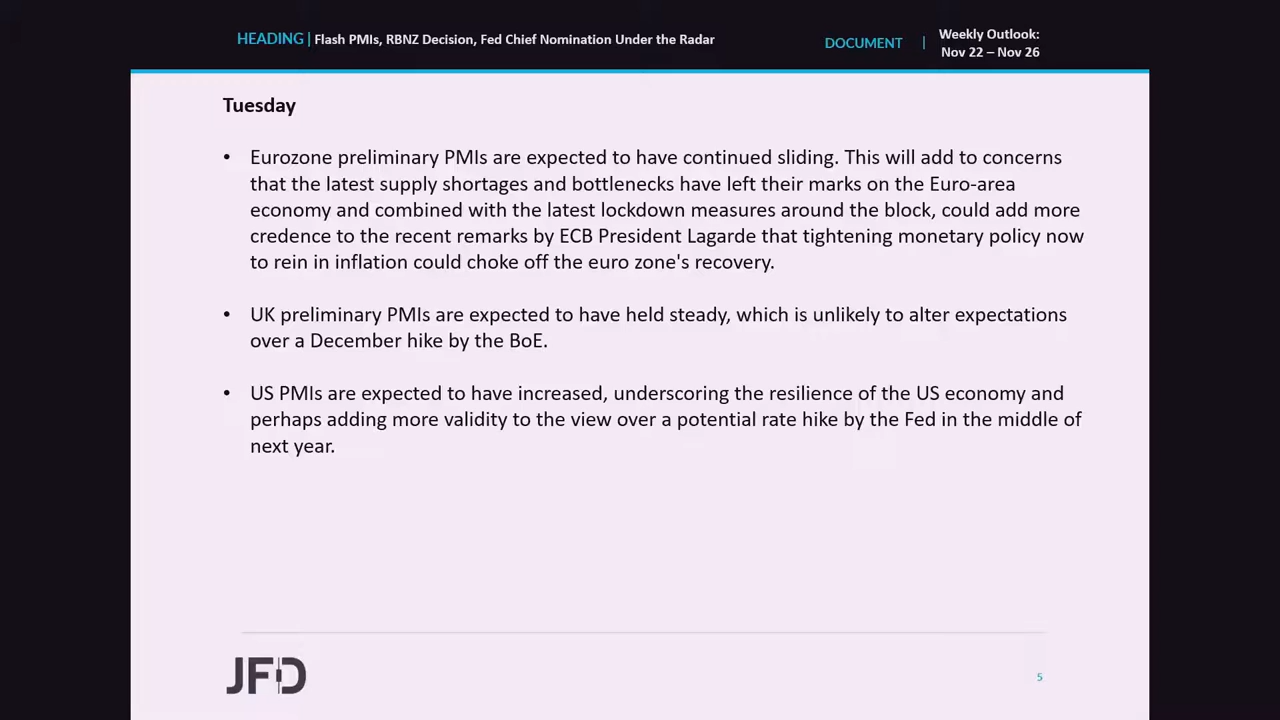 HEADING | Flash PMIs, RBNZ Decision, Fed Chief Nomination Under the Radar
DOCUMENT | Weekly Outlook:
Nov 22 – Nov 26
Tuesday
• Eurozone preliminary PMIs are expected to have continued sliding. This will add to concerns
that the latest supply shortages and bottlenecks have left their marks on the Euro-area
economy and combined with the latest lockdown measures around the block, could add more
credence to the recent remarks by ECB President Lagarde that tightening monetary policy now
to rein in inflation could choke off the euro zone's recovery.
• UK preliminary PMIs are expected to have held steady, which is unlikely to alter expectations
over a December hike by the BoE.
• US PMIs are expected to have increased, underscoring the resilience of the US economy and
perhaps adding more validity to the view over a potential rate hike by the Fed in the middle of
next year.
JFD
5